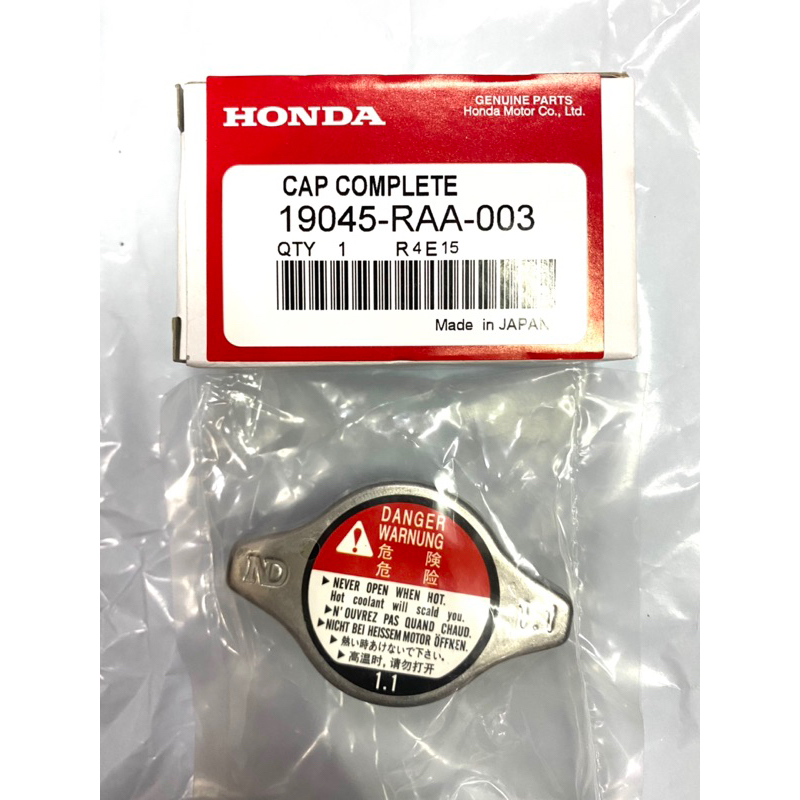 HONDA
GENUINE PARTS
Honda Motor Co., Ltd.
CAP COMPLETE
19045-RAA-003
QTY 1 R4E15
Made in JAPAN
DANGER
WARNUNG
危 険
危 险
▶NEVER OPEN WHEN HOT.
Hot coolant will scald you.
▶N'OUVREZ PAS QUAND CHAUD.
▶NICHT BEI HEISSEM MOTOR ÖFFKEN.
▶熱い時あけないで下さい。
▶高温时,请勿打开
1.1
ND